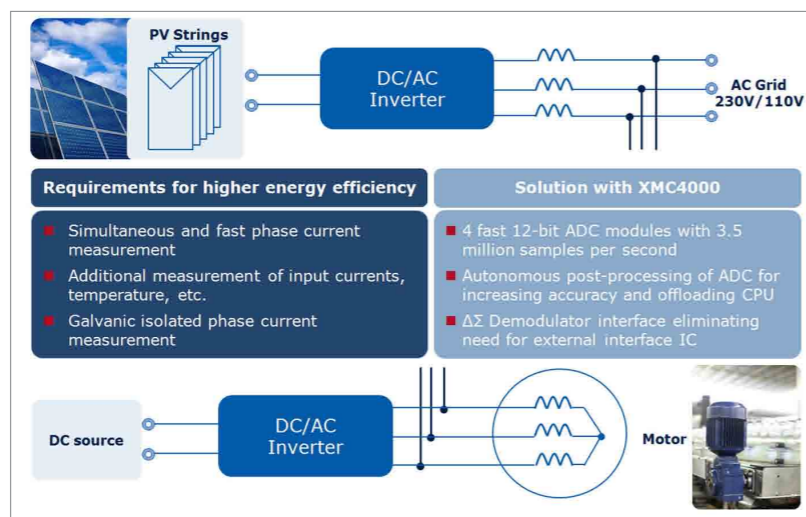 PV Strings
DC/AC
Inverter
AC Grid
230V/110V
Requirements for higher energy efficiency
Simultaneous and fast phase current
measurement
Additional measurement of input currents,
temperature, etc.
Galvanic isolated phase current
measurement
Solution with XMC4000
4 fast 12-bit ADC modules with 3.5
million samples per second
Autonomous post-processing of ADC for
increasing accuracy and offloading CPU
ΔΣ Demodulator interface eliminating
need for external interface IC
DC source
DC/AC
Inverter
Motor